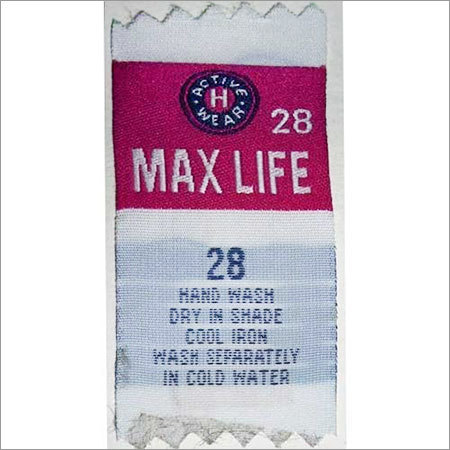 ACTIVE
H
WEAR
28
MAX LIFE
28
HAND WASH
DRY IN SHADE
COOL IRON
WASH SEPARATELY
IN COLD WATER